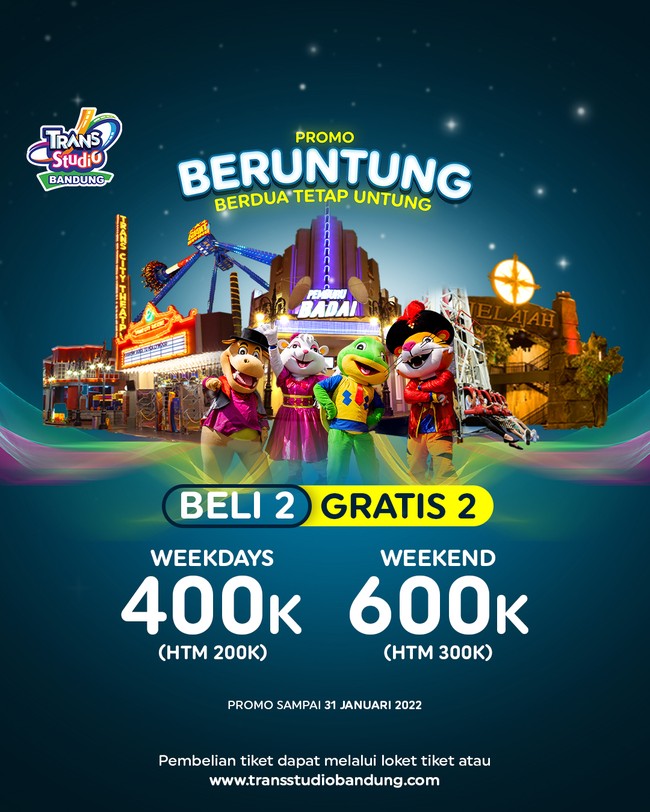 TRANS
Studio
BANDUNG
PROMO
BERUNTUNG
BERDUA TETAP UNTUNG
TRANS CITY THEATER
PEMBURU
BADAI
JELAJAH
BELI 2 GRATIS 2
WEEKDAYS
400K
(HTM 200K)
WEEKEND
600K
(HTM 300K)
PROMO SAMPAI 31 JANUARI 2022
Pembelian tiket dapat melalui loket tiket atau
www.transstudiobandung.com